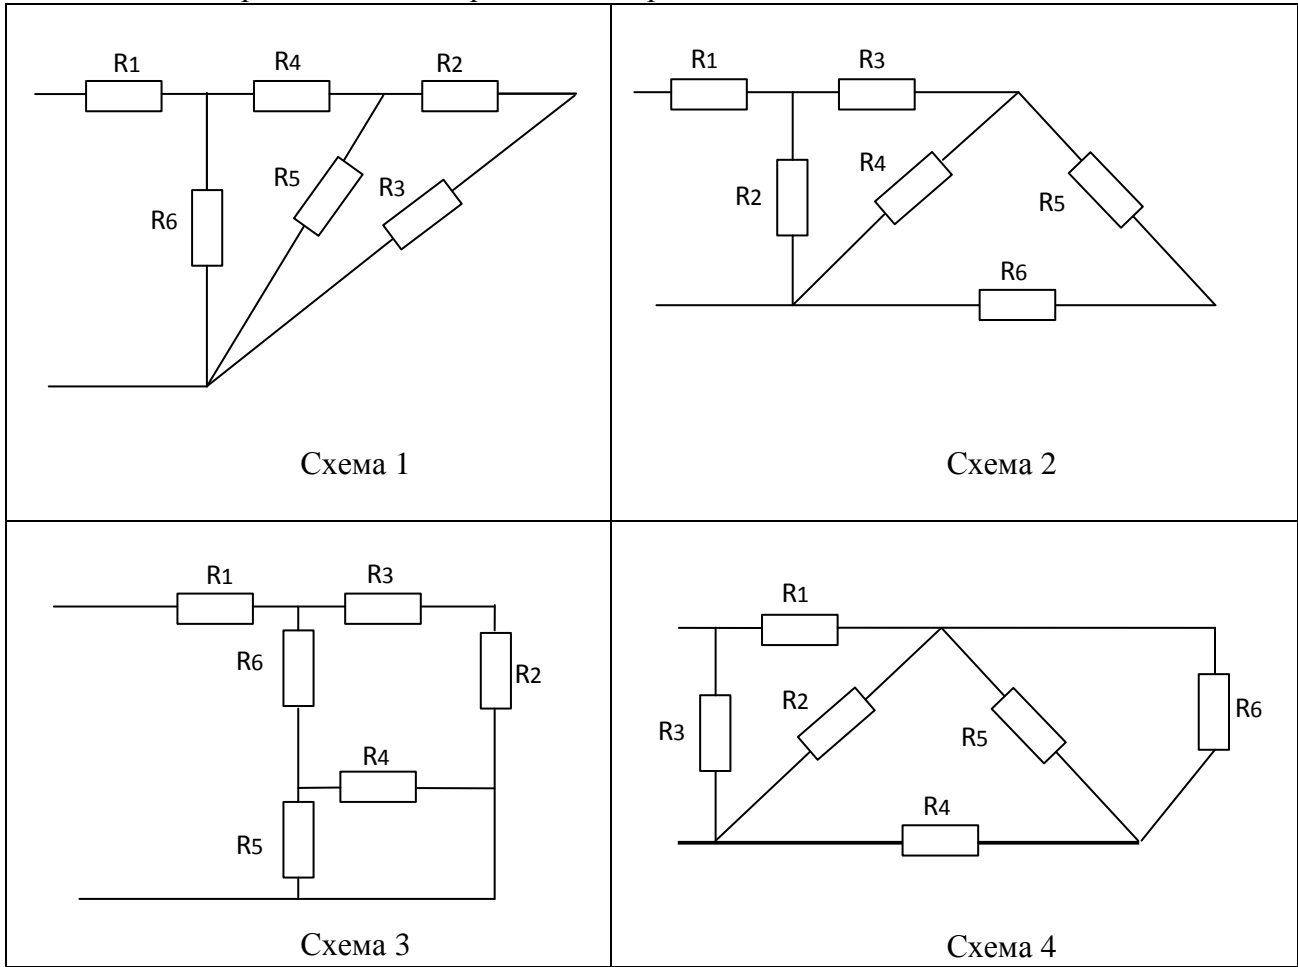 R1 R4 R2
R5 R3
R6
Схема 1
R1 R3
R4
R2 R5
R6
Схема 2
R1 R3
R6 R2
R4
R5
Схема 3
R1
R2 R6
R3 R5
R4
Схема 4